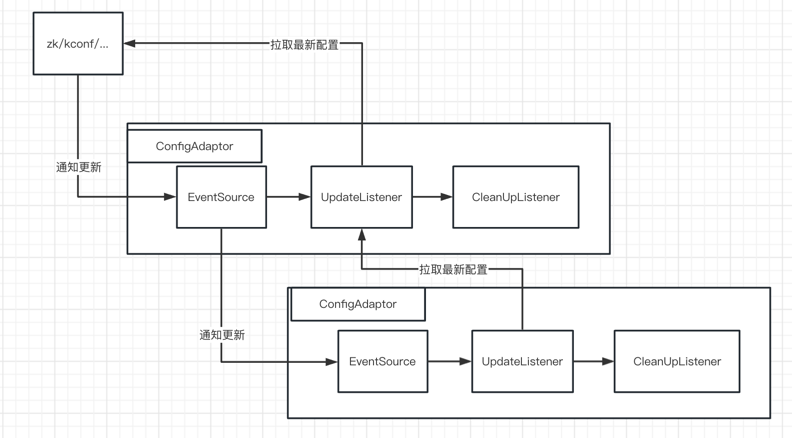 zk/kconf/...
拉取最新配置
ConfigAdaptor
通知更新
EventSource
UpdateListener
CleanUpListener
拉取最新配置
ConfigAdaptor
通知更新
EventSource
UpdateListener
CleanUpListener